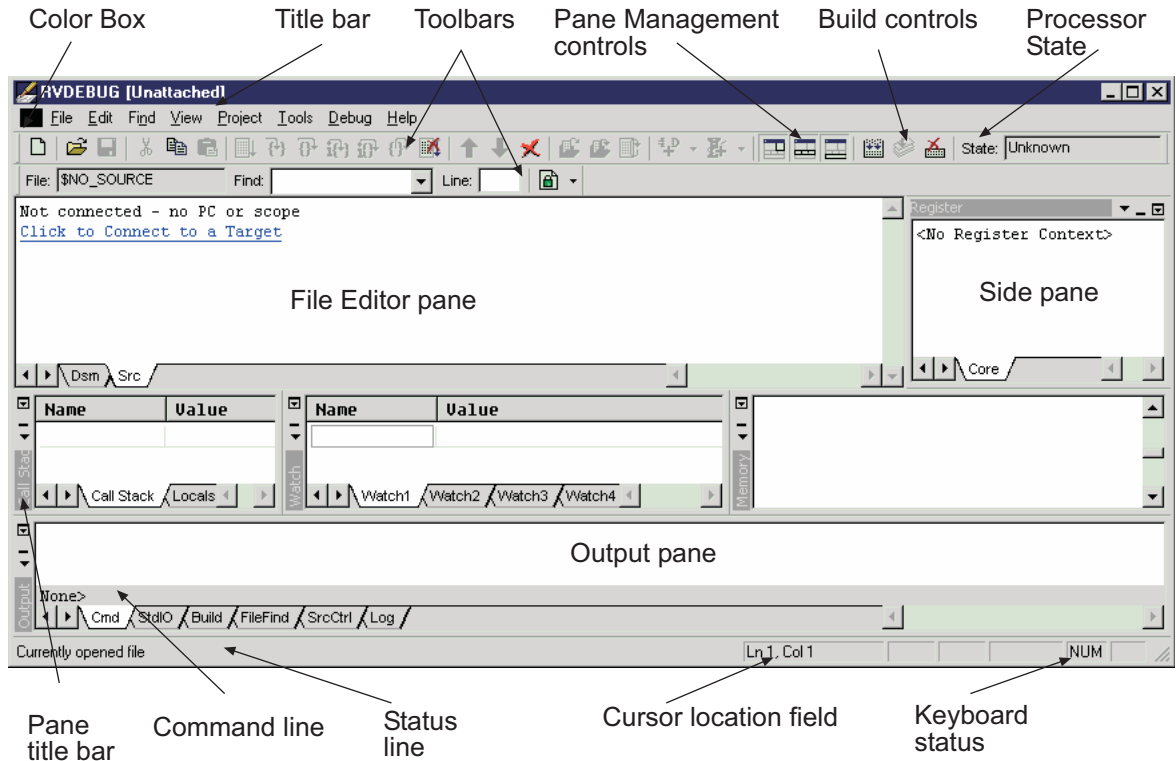 Color Box
Title bar
Toolbars
Pane Management
controls
Build controls
Processor
State
RVDEBUG [Unattached]
File Edit Find View Project Tools Debug Help
State: Unknown
File: $NO_SOURCE Find: Line:
Not connected - no PC or scope
Click to Connect to a Target
File Editor pane
Dsm Src
Register
<No Register Context>
Side pane
Core
Name Value
Call Stac
Call Stack Locals
Name Value
Watch
Watch1 Watch2 Watch3 Watch4
Memory
Output pane
Output
None>
Cmd StdIO Build FileFind SrcCtrl Log
Currently opened file
Ln 1, Col 1
NUM
Pane
title bar
Command line
Status
line
Cursor location field
Keyboard
status